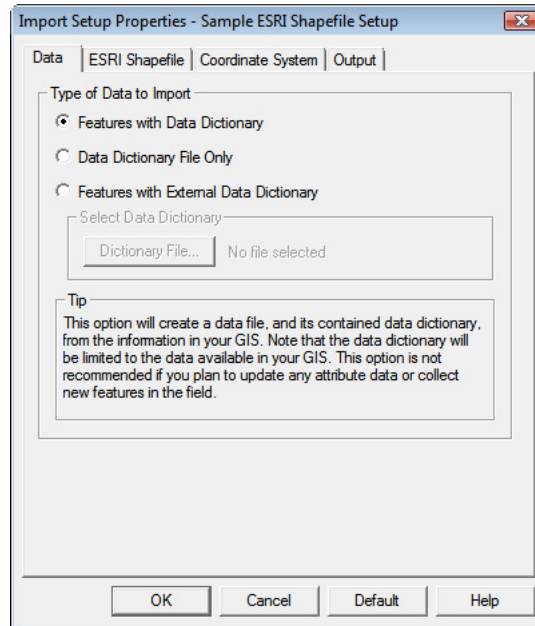 Import Setup Properties - Sample ESRI Shapefile Setup
Data ESRI Shapefile Coordinate System Output
Type of Data to Import
Features with Data Dictionary
Data Dictionary File Only
Features with External Data Dictionary
Select Data Dictionary
Dictionary File... No file selected
Tip
This option will create a data file, and its contained data dictionary,
from the information in your GIS. Note that the data dictionary will
be limited to the data available in your GIS. This option is not
recommended if you plan to update any attribute data or collect
new features in the field.
OK Cancel Default Help